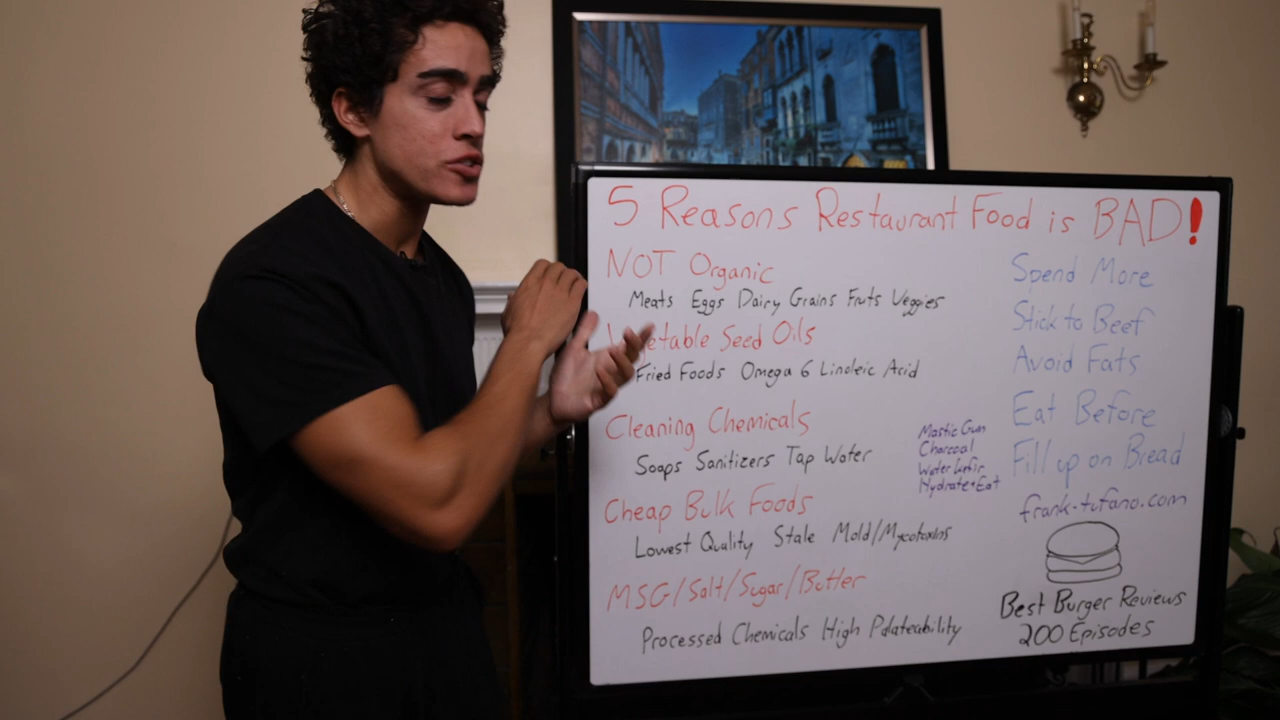 5 Reasons Restaurant Food is BAD!
NOT Organic
Meats Eggs Dairy Grains Fruts Veggies
Vegetable Seed Oils
Fried Foods Omega 6 Linoleic Acid
Cleaning Chemicals
Soaps Sanitizers Tap Water
Cheap Bulk Foods
Lowest Quality Stale Mold/Mycotoxins
MSG/Salt/Sugar/Butter
Processed Chemicals High Palateability
Mastic Gum
Charcoal
Water Kefir
Hydrate+Eat
Spend More
Stick to Beef
Avoid Fats
Eat Before
Fill up on Bread
frank-tufano.com
Best Burger Reviews
200 Episodes